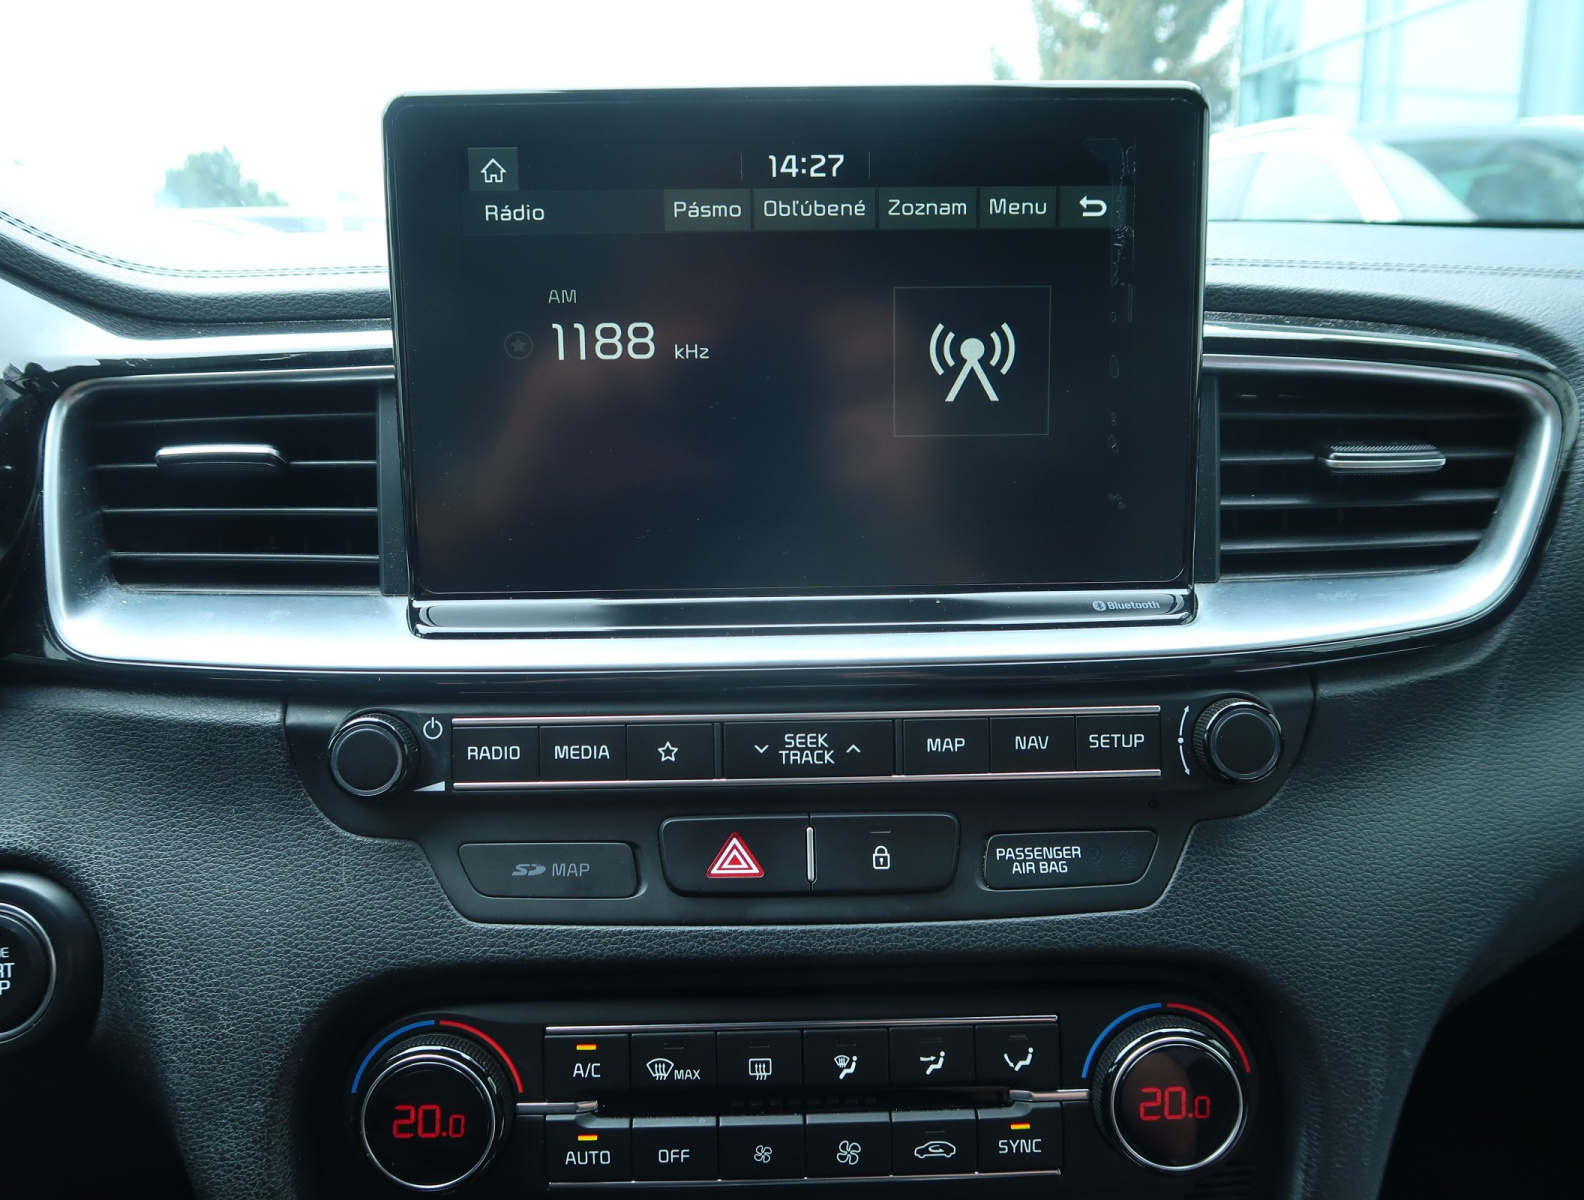 14:27
Rádio
Pásmo
Obľúbené
Zoznam
Menu
AM
1188 kHz
Bluetooth
RADIO
MEDIA
SEEK
TRACK
MAP
NAV
SETUP
SD MAP
PASSENGER
AIR BAG
20.0
A/C
MAX
20.0
AUTO
OFF
SYNC